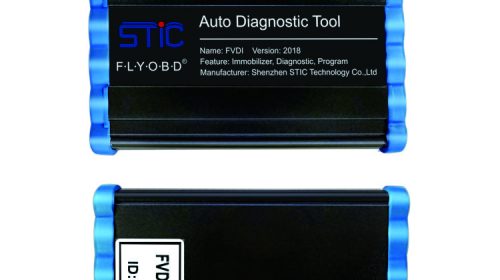 STiC
F·L·Y·O·B·D®
Auto Diagnostic Tool
Name: FVDI Version: 2018
Feature: Immobilizer, Diagnostic, Program
Manufacturer: Shenzhen STIC Technology Co.,Ltd
FVD
ID: